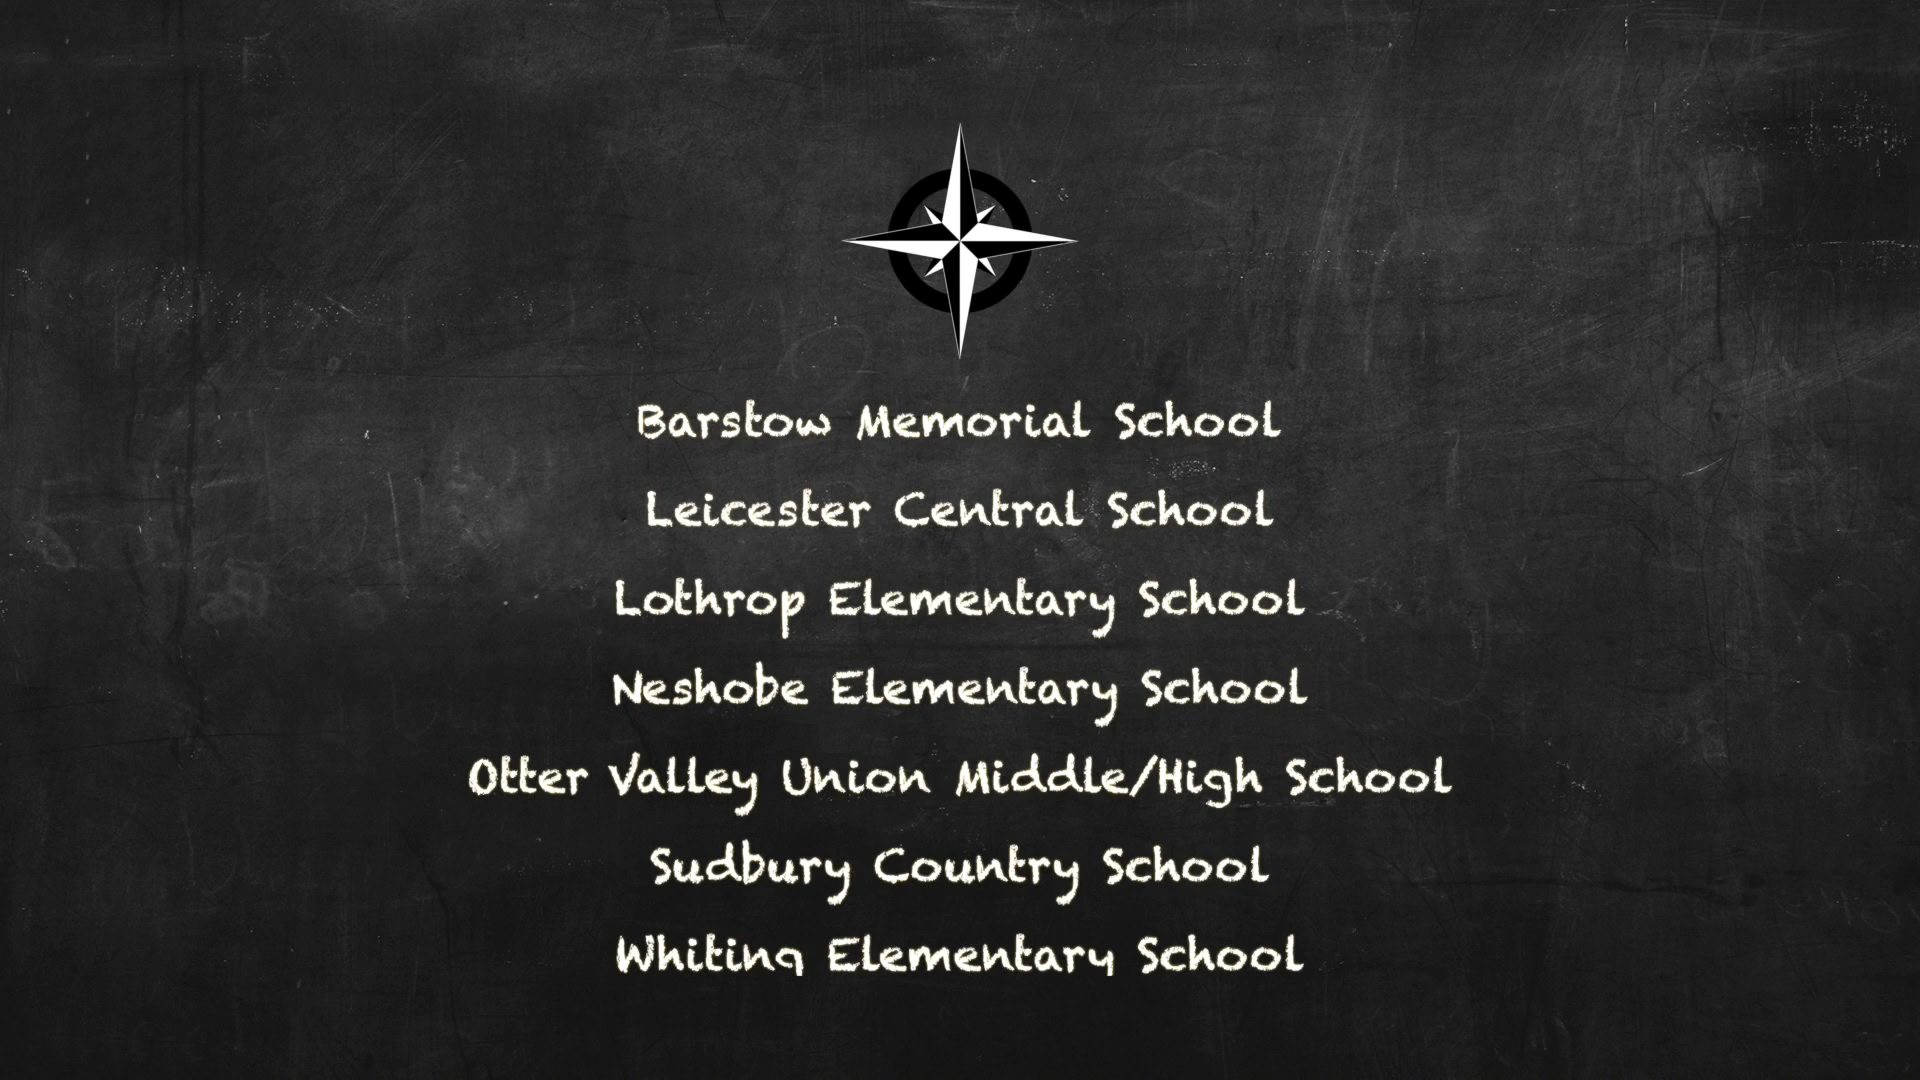 Barstow Memorial School
Leicester Central School
Lothrop Elementary School
Neshobe Elementary School
Otter Valley Union Middle/High School
Sudbury Country School
Whiting Elementary School